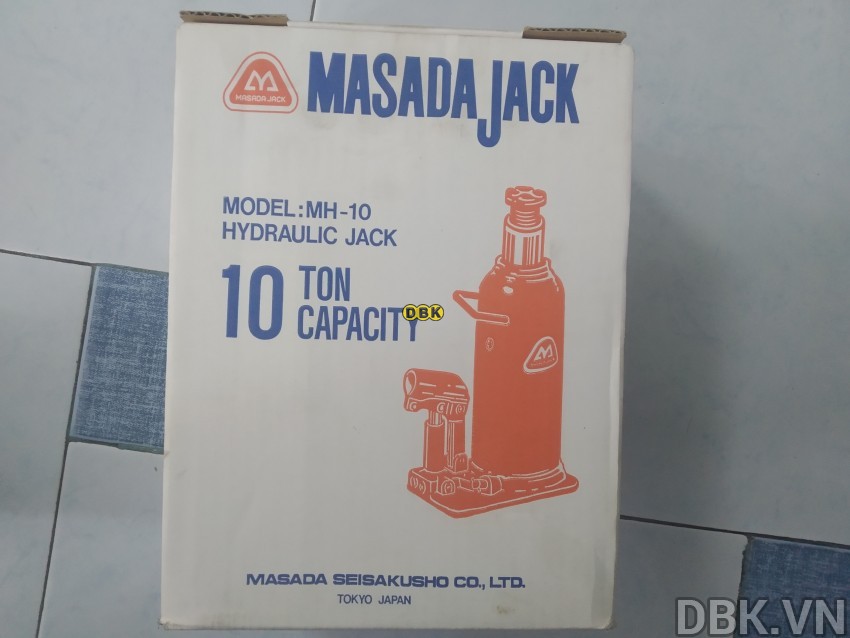 MASADA JACK
MASADA JACK
MODEL:MH-10
HYDRAULIC JACK
10 TON
CAPACITY
DBK
MASADA SEISAKUSHO CO., LTD.
TOKYO JAPAN
DBK.VN